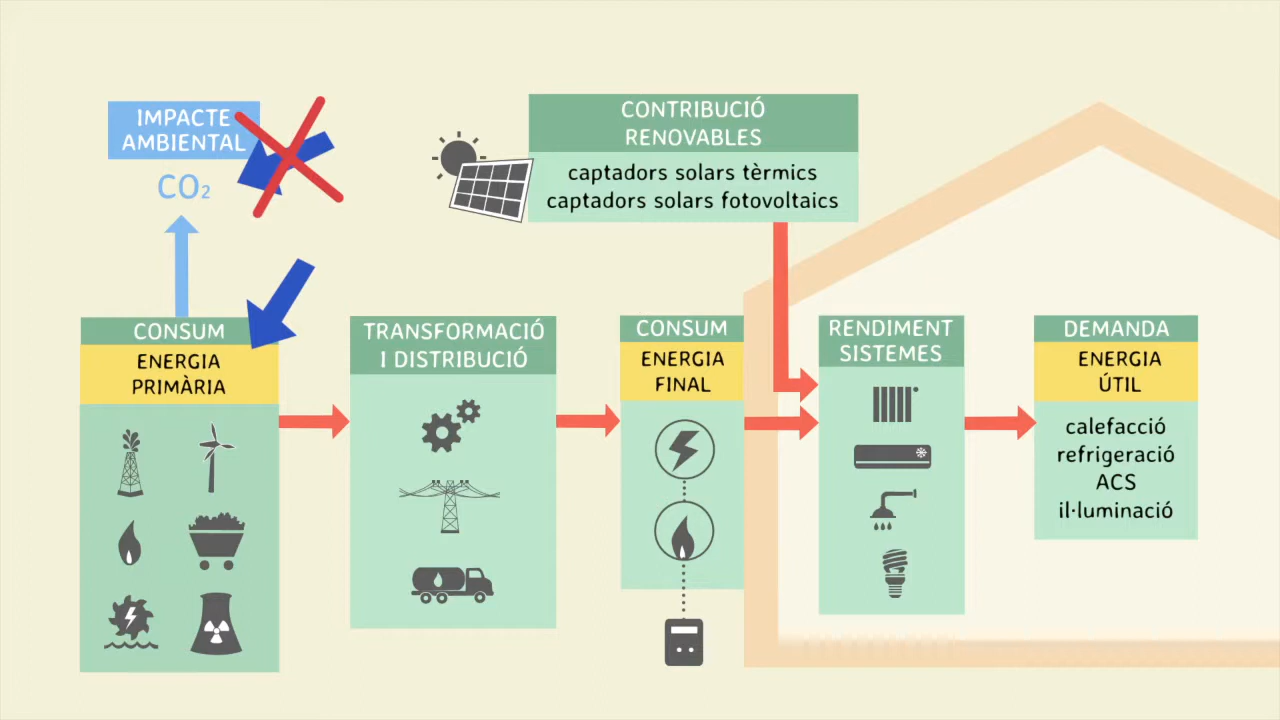 IMPACTE
AMBIENTAL
CO₂
CONTRIBUCIÓ
RENOVABLES
captadors solars tèrmics
captadors solars fotovoltaics
CONSUM
ENERGIA
PRIMÀRIA
TRANSFORMACIÓ
I DISTRIBUCIÓ
CONSUM
ENERGIA
FINAL
RENDIMENT
SISTEMES
DEMANDA
ENERGIA
ÚTIL
calefacció
refrigeració
ACS
il·luminació